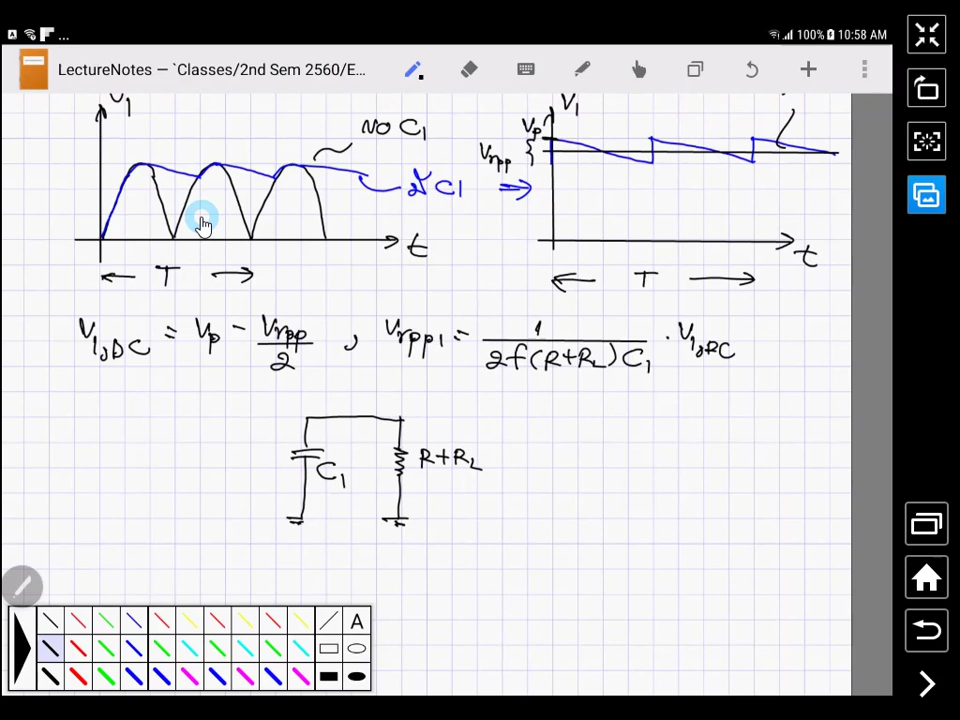 100% 10:58 AM
LectureNotes — `Classes/2nd Sem 2560/E...
V1
NO C1
มี C1
t
T
V1
Vp
Vrpp
t
T
V1,DC = Vp - Vrpp/2 , Vrpp1 = 1/2f(R+RL)C1 · V1,DC
C1
R+RL
A